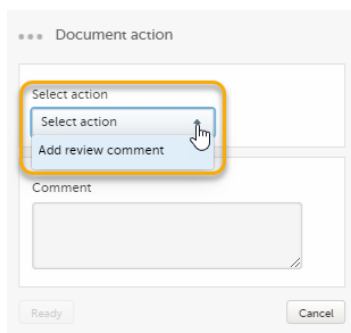 Document action
Select action
Select action
Add review comment
Comment
Ready
Cancel